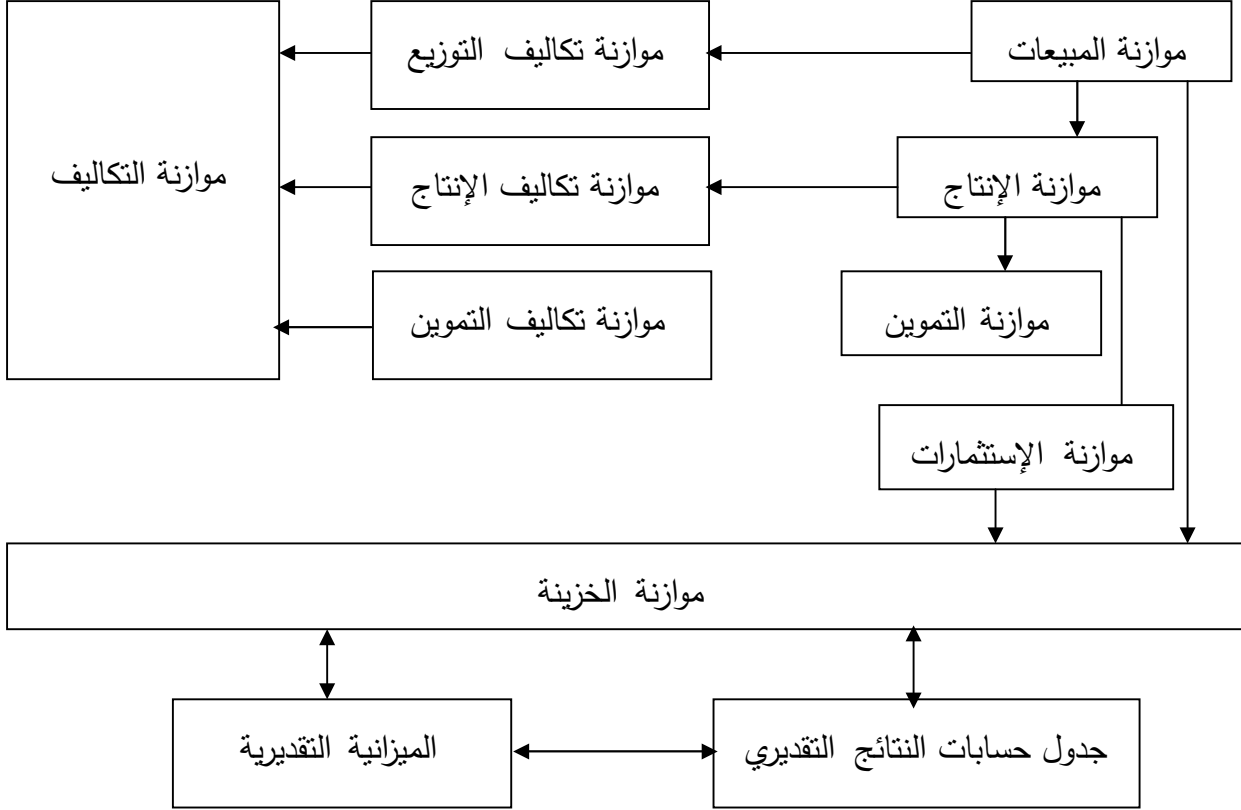 موازنة المبيعات
موازنة تكاليف التوزيع
موازنة التكاليف
موازنة الإنتاج
موازنة تكاليف الإنتاج
موازنة التموين
موازنة تكاليف التموين
موازنة الإستثمارات
موازنة الخزينة
جدول حسابات النتائج التقديري
الميزانية التقديرية